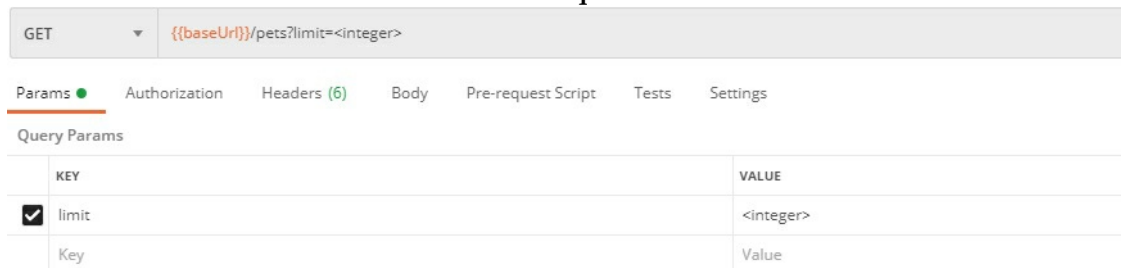 GET {{baseUrl}}/pets?limit=<integer>
Params Authorization Headers (6) Body Pre-request Script Tests Settings
Query Params
KEY VALUE
limit <integer>
Key Value